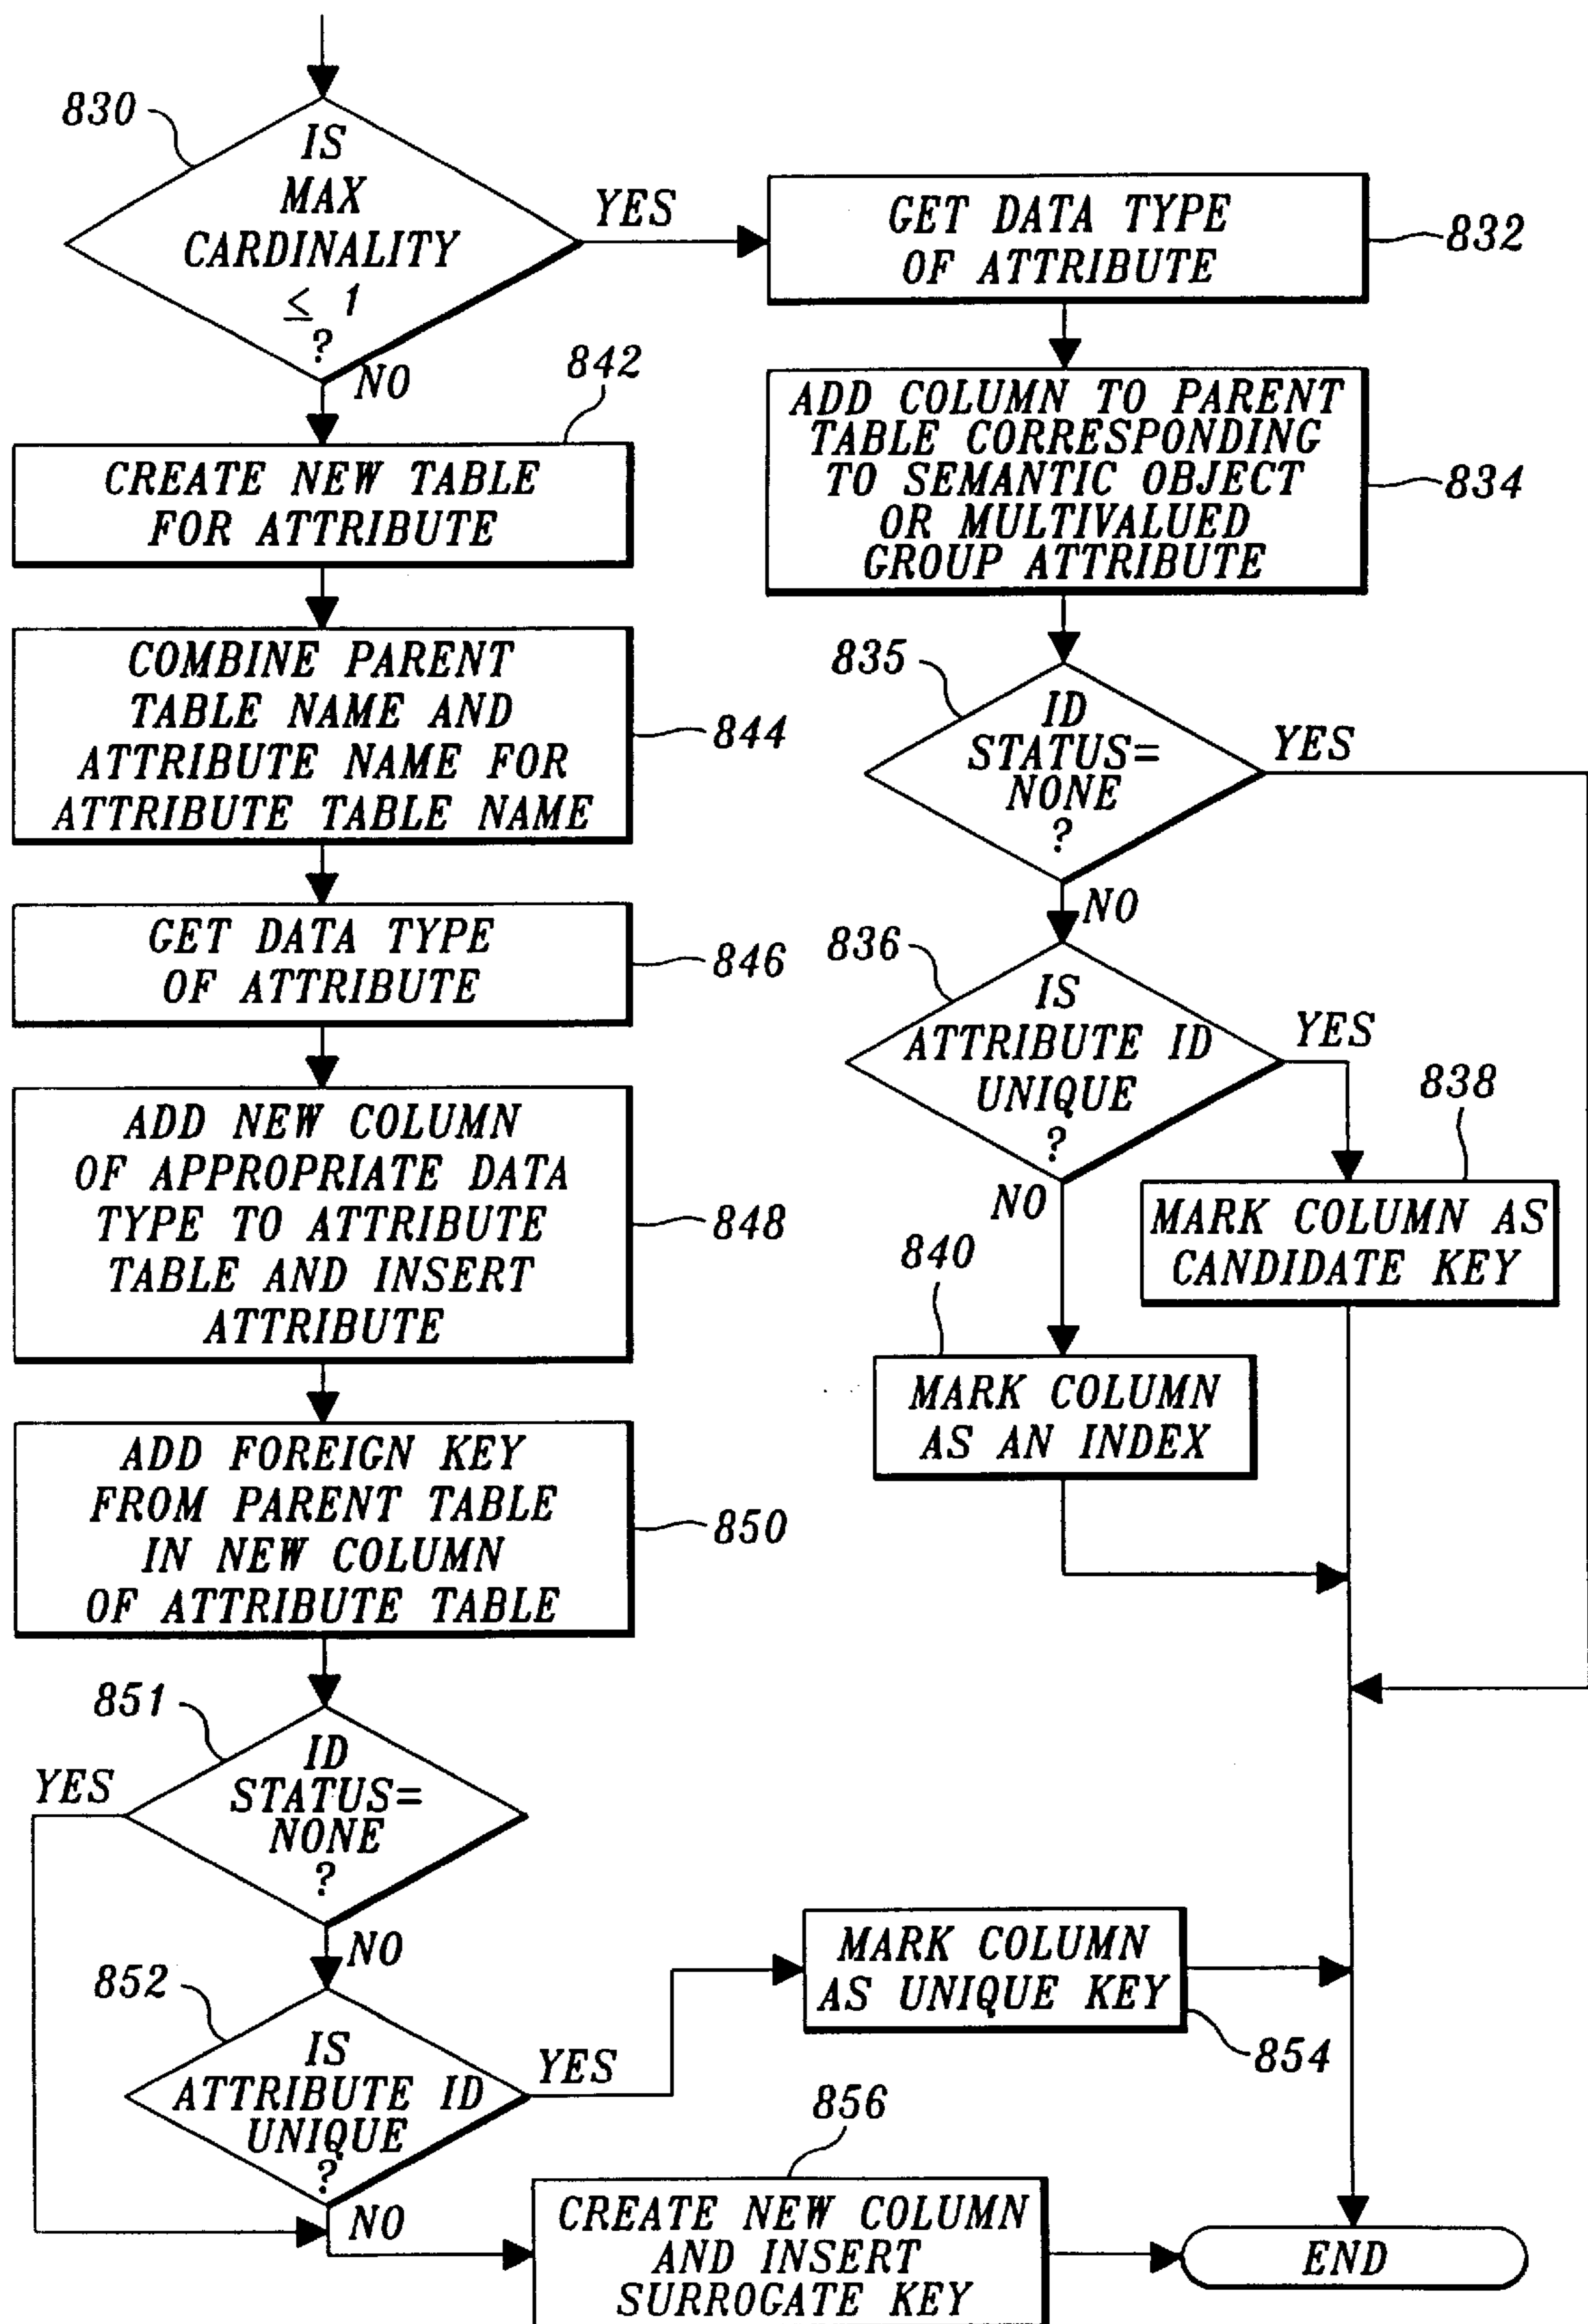 830
IS
MAX
CARDINALITY
≤ 1
?
YES
NO
GET DATA TYPE
OF ATTRIBUTE
832
ADD COLUMN TO PARENT
TABLE CORRESPONDING
TO SEMANTIC OBJECT
OR MULTIVALUED
GROUP ATTRIBUTE
834
835
ID
STATUS=
NONE
?
YES
NO
836
IS
ATTRIBUTE ID
UNIQUE
?
YES
NO
838
MARK COLUMN AS
CANDIDATE KEY
840
MARK COLUMN
AS AN INDEX
842
CREATE NEW TABLE
FOR ATTRIBUTE
COMBINE PARENT
TABLE NAME AND
ATTRIBUTE NAME FOR
ATTRIBUTE TABLE NAME
844
GET DATA TYPE
OF ATTRIBUTE
846
ADD NEW COLUMN
OF APPROPRIATE DATA
TYPE TO ATTRIBUTE
TABLE AND INSERT
ATTRIBUTE
848
ADD FOREIGN KEY
FROM PARENT TABLE
IN NEW COLUMN
OF ATTRIBUTE TABLE
850
851
ID
STATUS=
NONE
?
YES
NO
852
IS
ATTRIBUTE ID
UNIQUE
?
YES
NO
MARK COLUMN
AS UNIQUE KEY
854
856
CREATE NEW COLUMN
AND INSERT
SURROGATE KEY
END